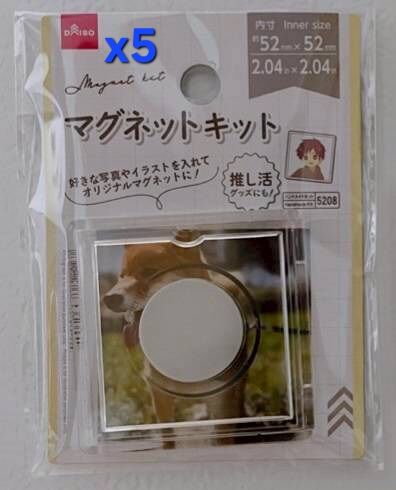 DAISO
x5
内寸 Inner size
約52mm×52mm
2.04in×2.04in
Magnet kit
マグネットキット
好きな写真やイラストを入れて
オリジナルマグネットに!
推し活
グッズにも!
5208